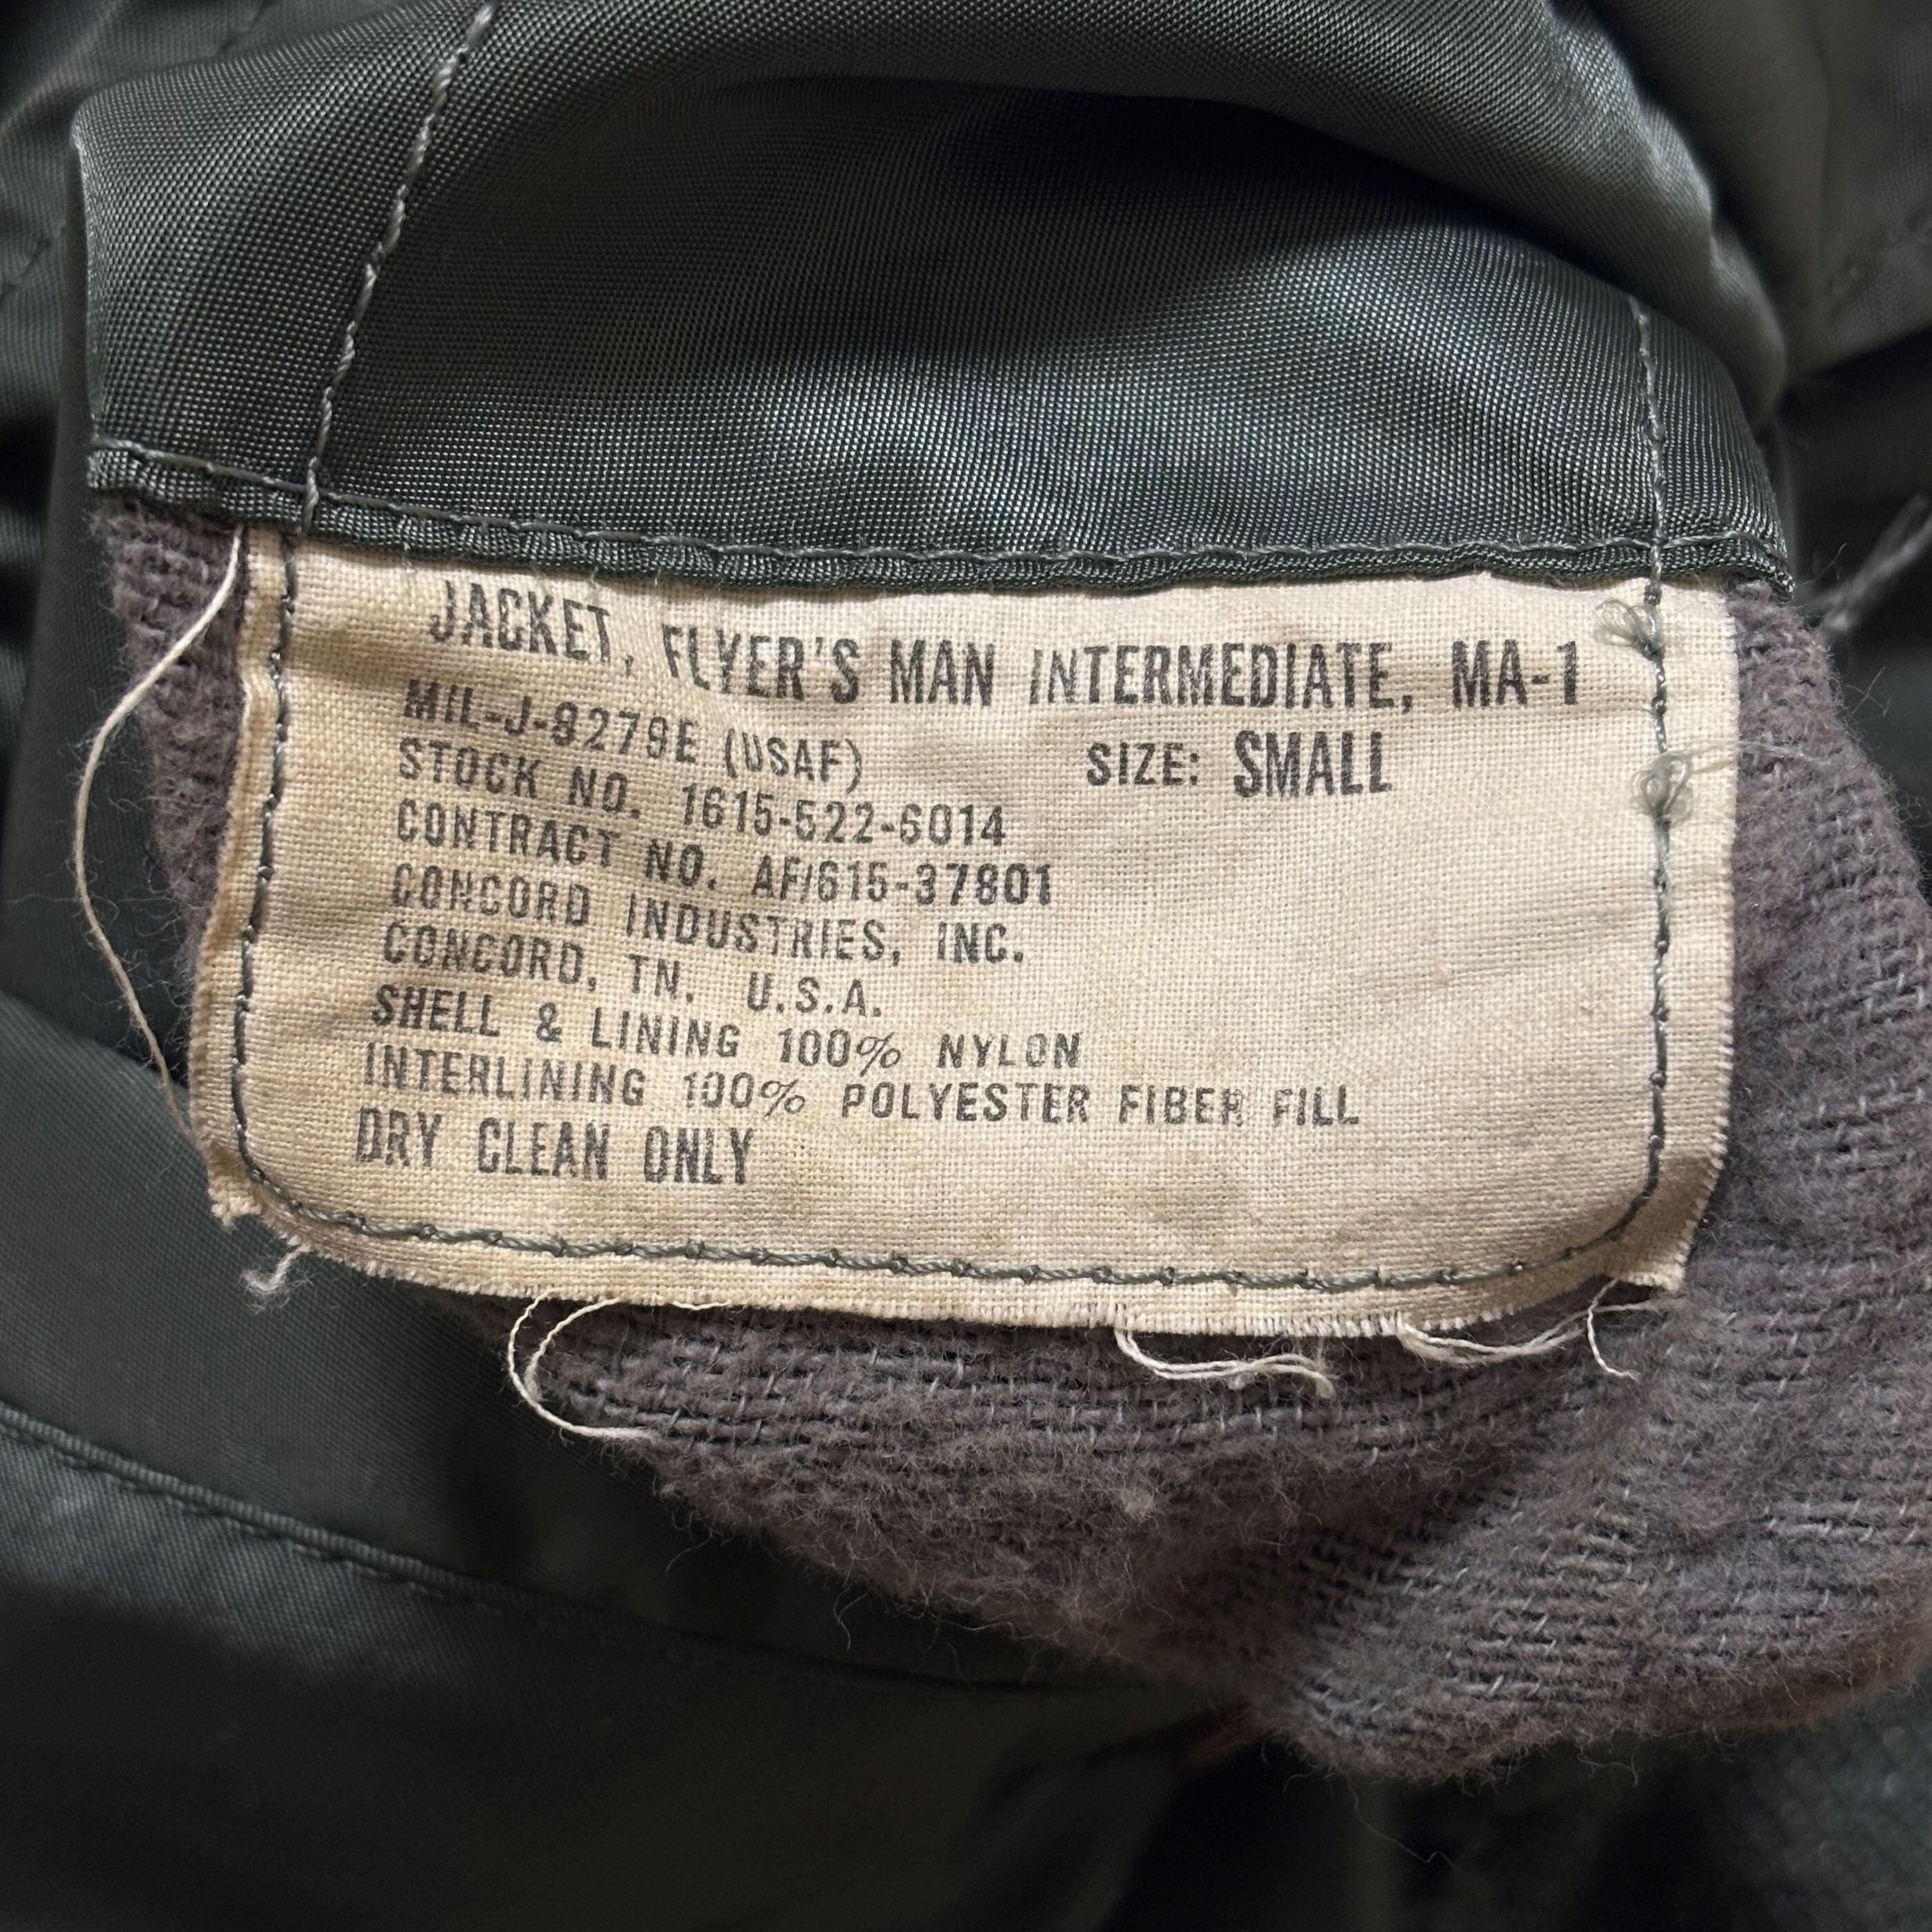 JACKET, FLYER'S MAN INTERMEDIATE, MA-1
MIL-J-8279E (USAF) SIZE: SMALL
STOCK NO. 1615-522-6014
CONTRACT NO. AF/615-37801
CONCORD INDUSTRIES, INC.
CONCORD, TN. U.S.A.
SHELL & LINING 100% NYLON
INTERLINING 100% POLYESTER FIBER FILL
DRY CLEAN ONLY